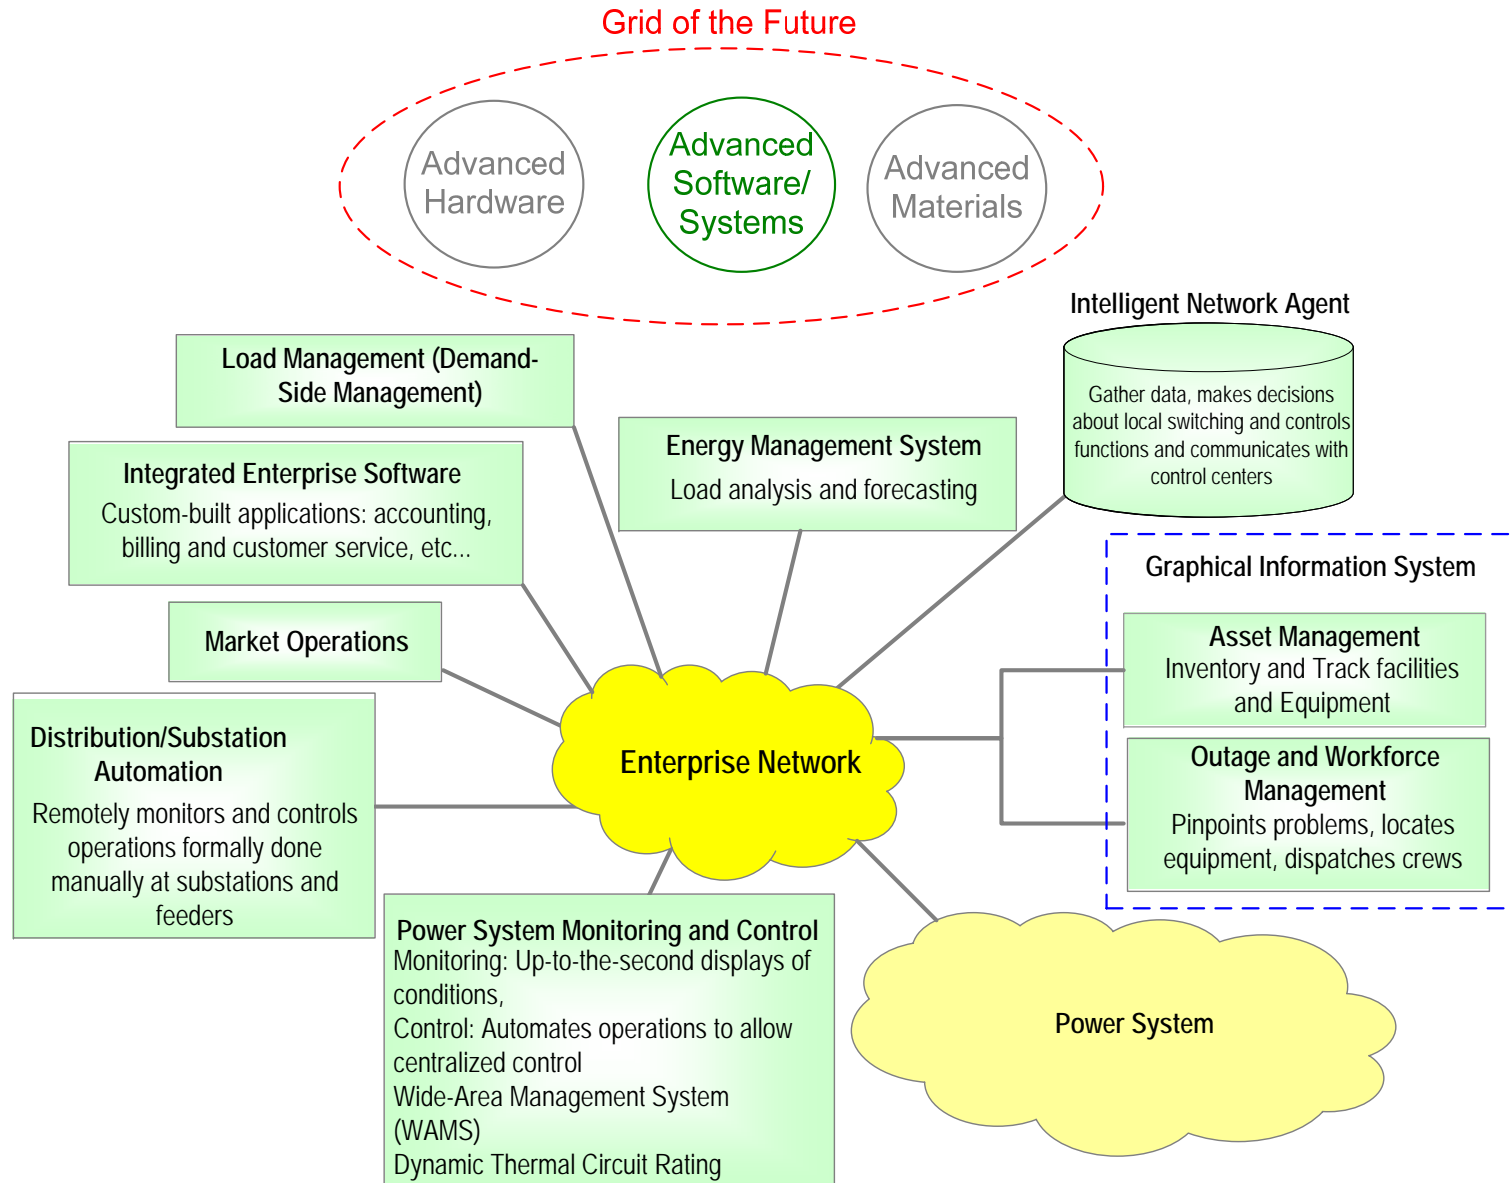 Grid of the Future
Advanced
Hardware
Advanced
Software/
Systems
Advanced
Materials
Intelligent Network Agent
Gather data, makes decisions
about local switching and controls
functions and communicates with
control centers
Load Management (Demand-
Side Management)
Energy Management System
Load analysis and forecasting
Integrated Enterprise Software
Custom-built applications: accounting,
billing and customer service, etc...
Graphical Information System
Asset Management
Inventory and Track facilities
and Equipment
Market Operations
Distribution/Substation
Automation
Remotely monitors and controls
operations formally done
manually at substations and
feeders
Enterprise Network
Outage and Workforce
Management
Pinpoints problems, locates
equipment, dispatches crews
Power System Monitoring and Control
Monitoring: Up-to-the-second displays of
conditions,
Control: Automates operations to allow
centralized control
Wide-Area Management System
(WAMS)
Dynamic Thermal Circuit Rating
Power System